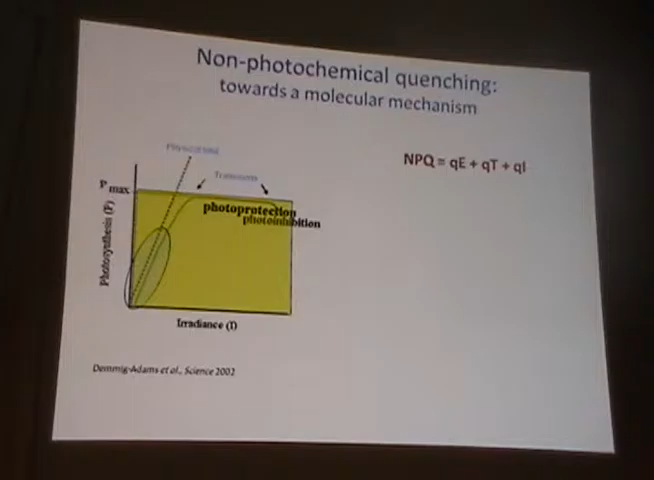 Non-photochemical quenching:
towards a molecular mechanism
NPQ = qE + qT + qI
P max
photoprotection
photoinhibition
Photosynthesis (P)
Irradiance (I)
Demmig-Adams et al., Science 2002